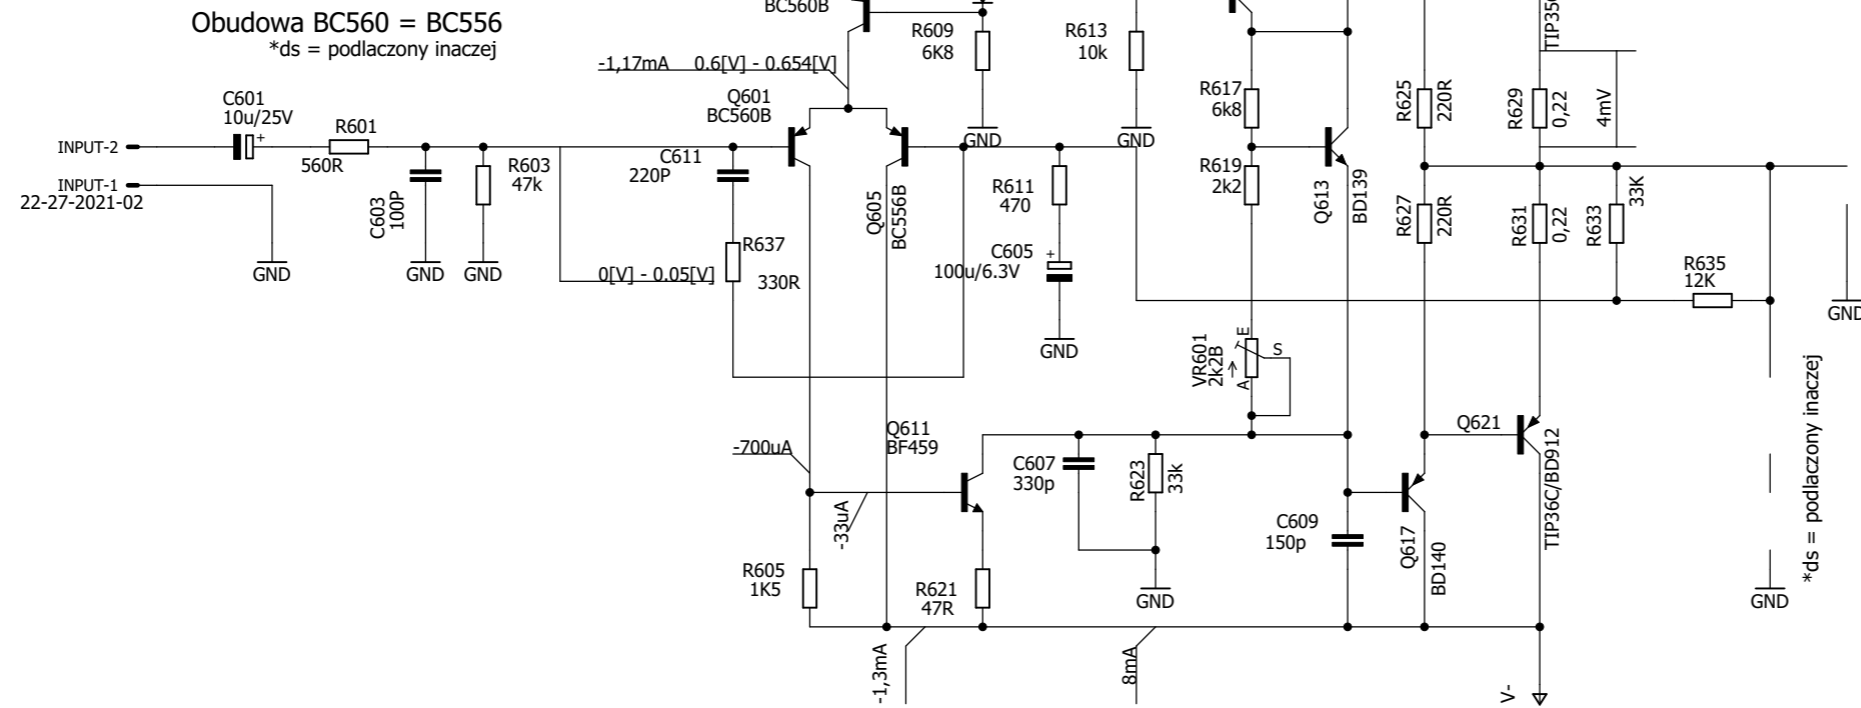 Obudowa BC560 = BC556
*ds = podlaczony inaczej
BC560B
R609
6K8
R613
10k
-1,17mA 0.6[V] - 0.654[V]
C601
10u/25V
Q601
BC560B
R617
6k8
R625
220R
R629
0,22
4mV
INPUT-2
R601
560R
R603
47k
C611
220P
GND
GND
INPUT-1
22-27-2021-02
C603
100P
Q605
BC556B
R611
470
R619
2k2
Q613
BD139
R627
220R
R631
0,22
R633
33K
GND
GND
GND
0[V] - 0.05[V]
R637
330R
C605
100u/6.3V
R635
12K
GND
GND
VR601
2k2B
E
S
A
Q611
BF459
-700uA
Q621
TIP36C/BD912
C607
330p
R623
33k
-33uA
C609
150p
Q617
BD140
R605
1K5
R621
47R
GND
GND
*ds = podlaczony inaczej
-1,3mA
8mA
V-